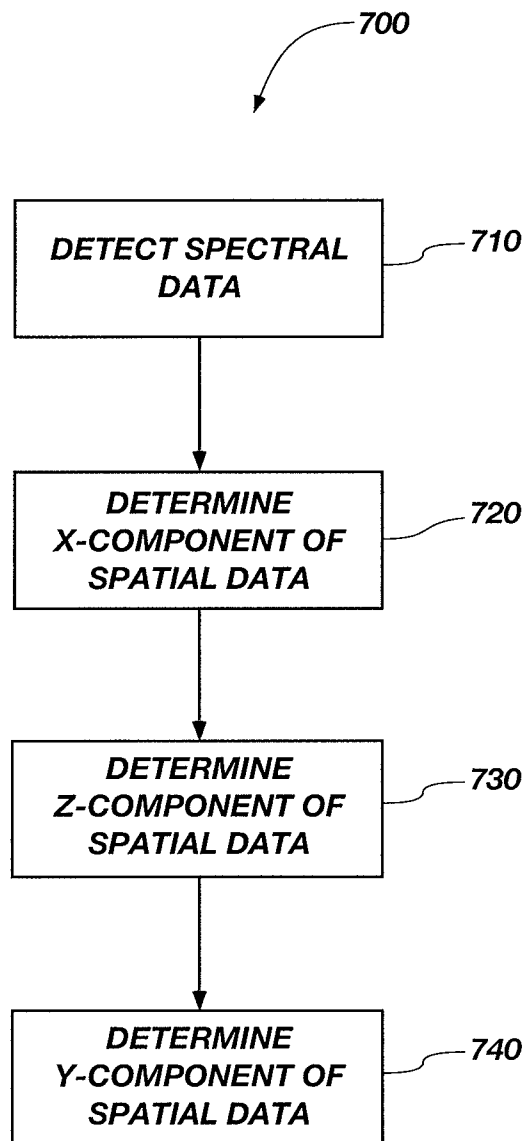 700
DETECT SPECTRAL
DATA
710
DETERMINE
X-COMPONENT OF
SPATIAL DATA
720
DETERMINE
Z-COMPONENT OF
SPATIAL DATA
730
DETERMINE
Y-COMPONENT OF
SPATIAL DATA
740